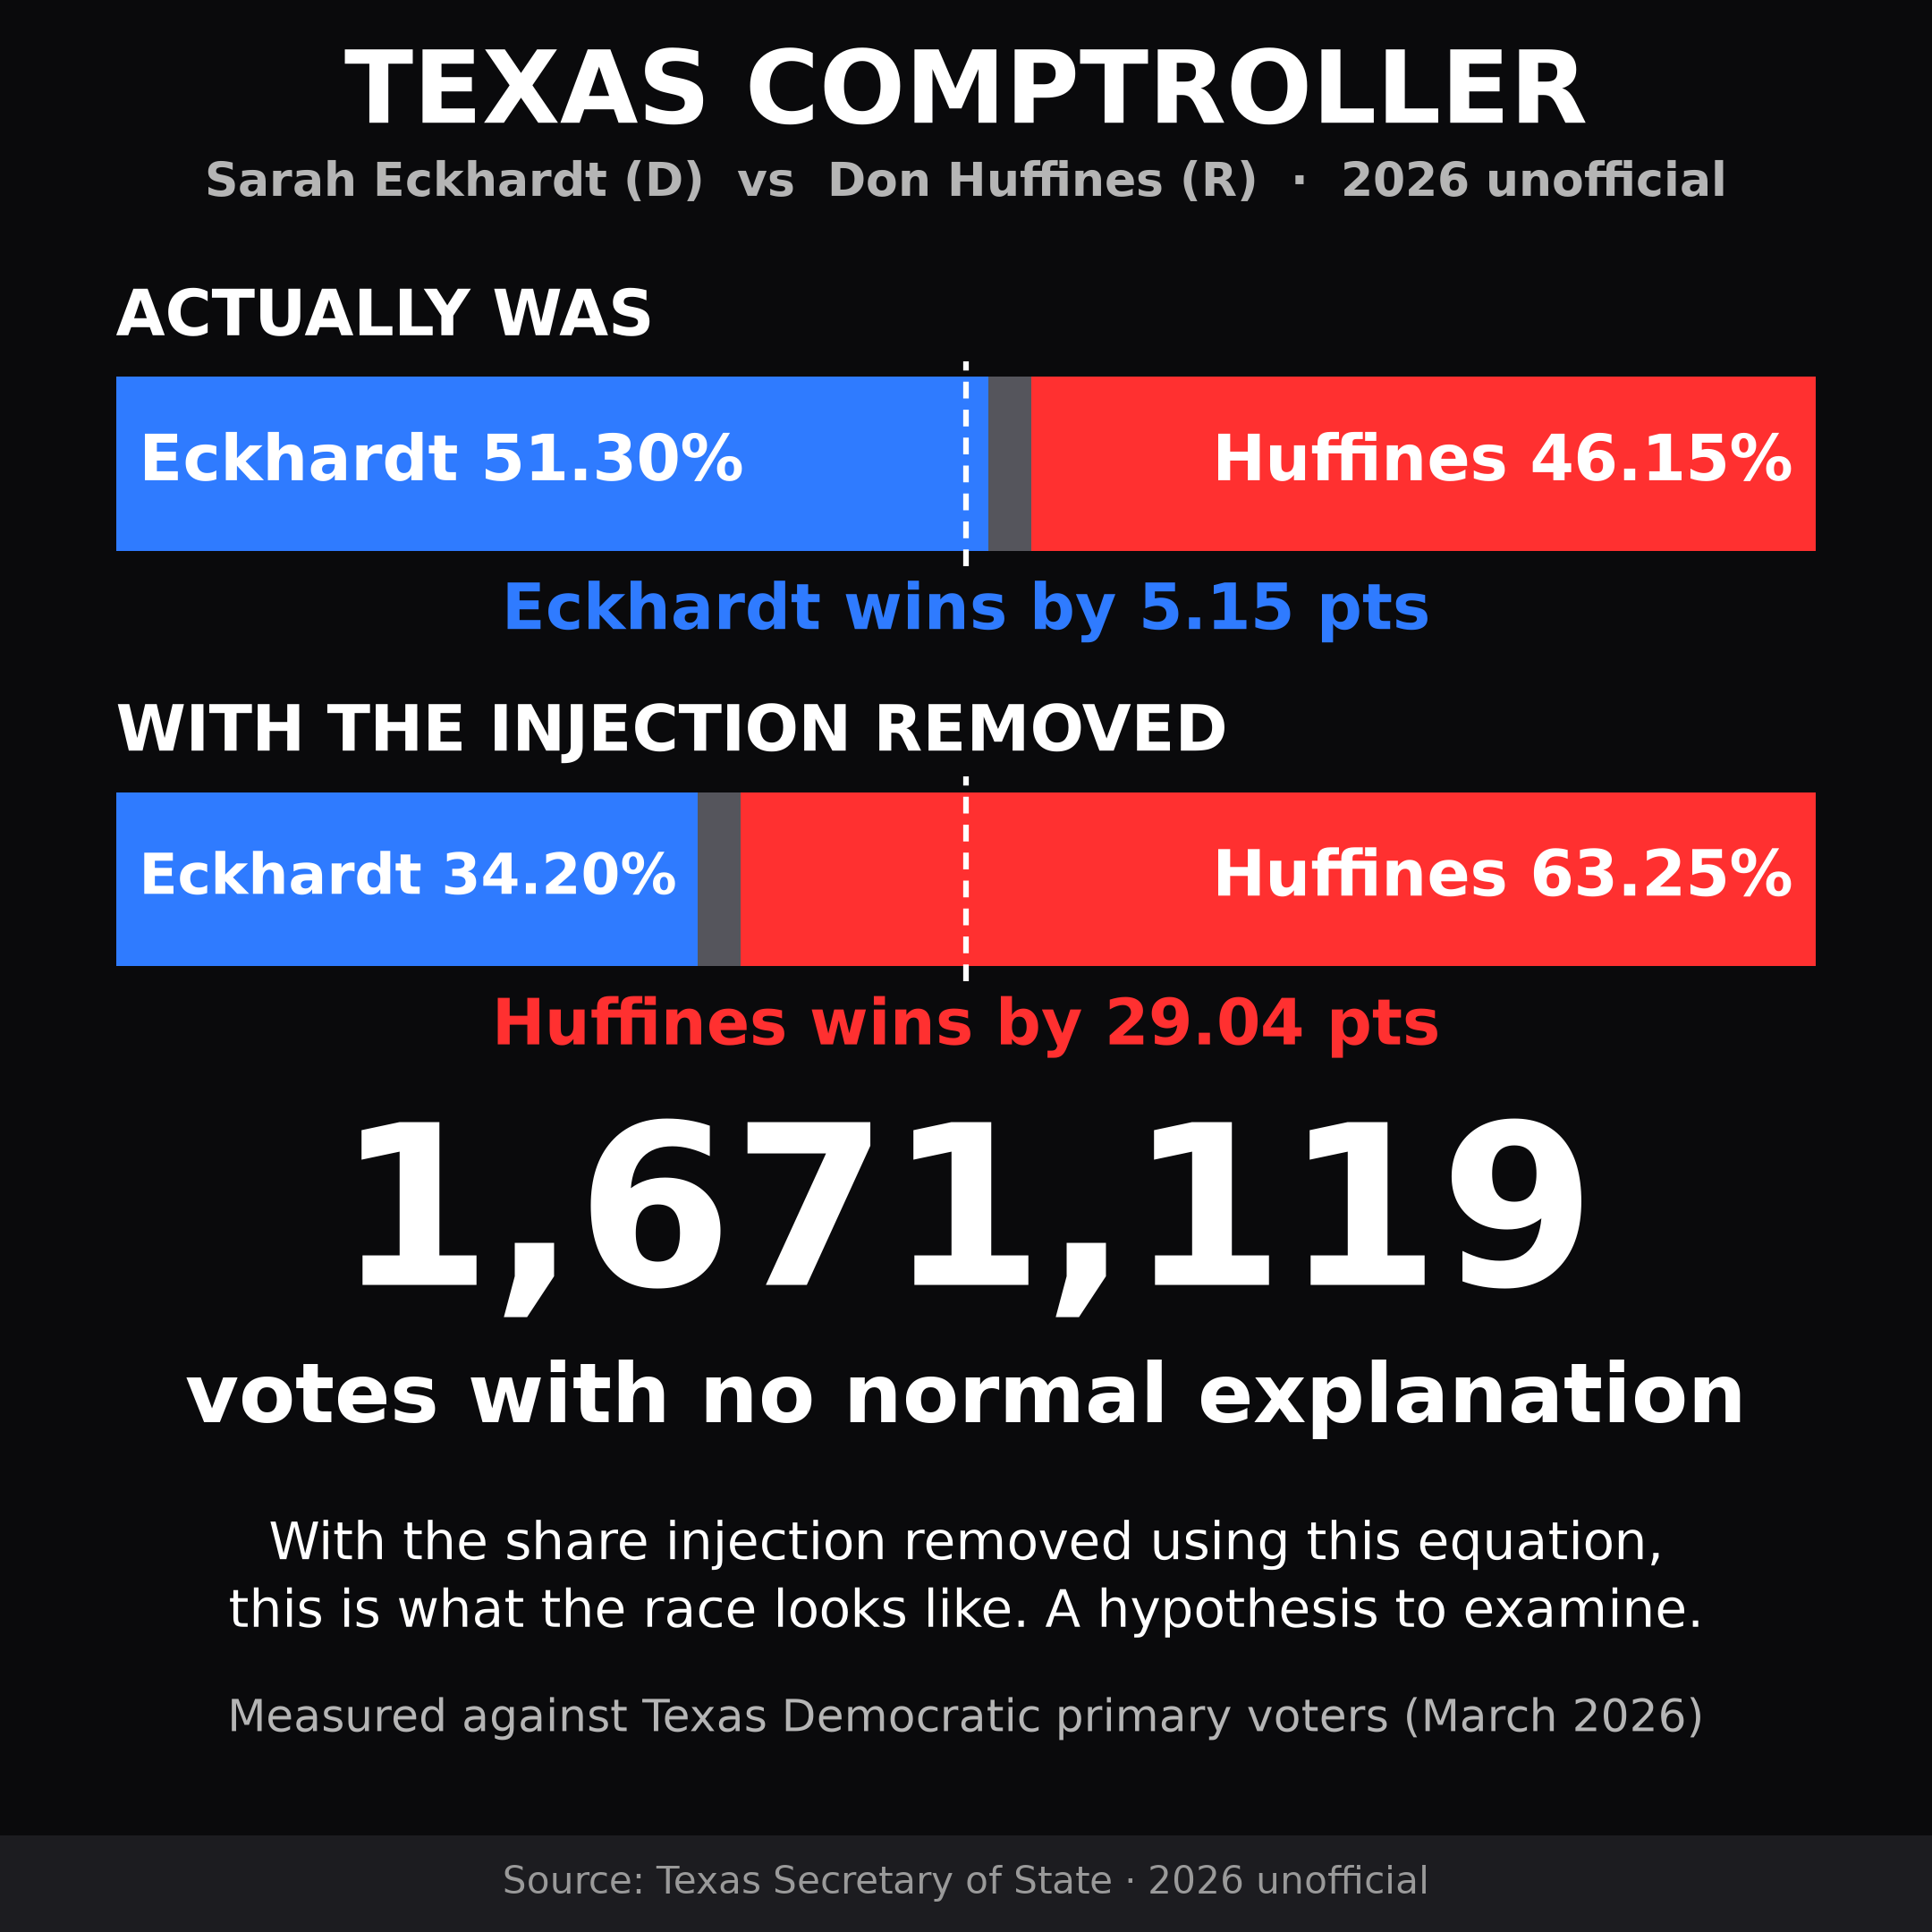 TEXAS COMPTROLLER
Sarah Eckhardt (D) vs Don Huffines (R) · 2026 unofficial
ACTUALLY WAS
Eckhardt 51.30%
Huffines 46.15%
Eckhardt wins by 5.15 pts
WITH THE INJECTION REMOVED
Eckhardt 34.20%
Huffines 63.25%
Huffines wins by 29.04 pts
1,671,119
votes with no normal explanation
With the share injection removed using this equation,
this is what the race looks like. A hypothesis to examine.
Measured against Texas Democratic primary voters (March 2026)
Source: Texas Secretary of State · 2026 unofficial